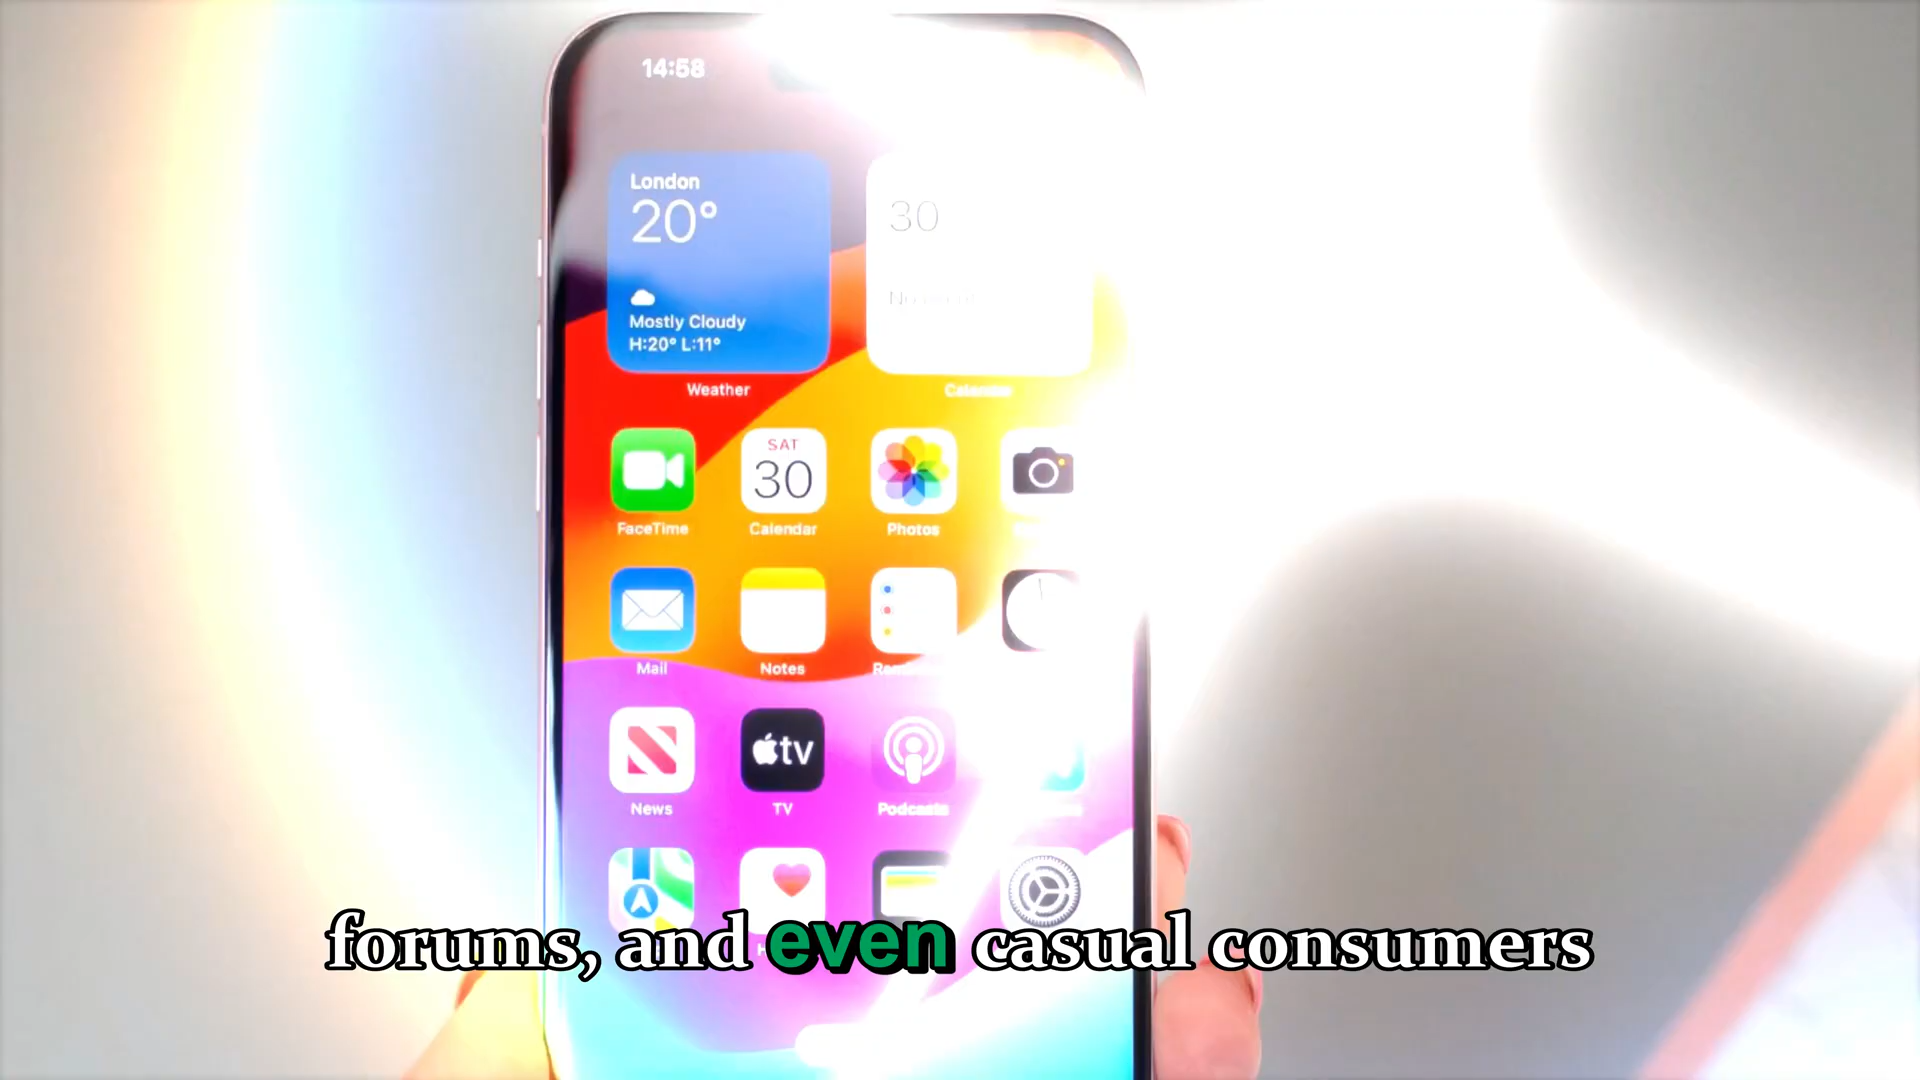 14:58
London
20°
30
Mostly Cloudy
H:20° L:11°
Weather
Calendar
SAT
30
FaceTime
Calendar
Photos
Mail
Notes
tv
News
TV
Podcasts
forums, and even casual consumers